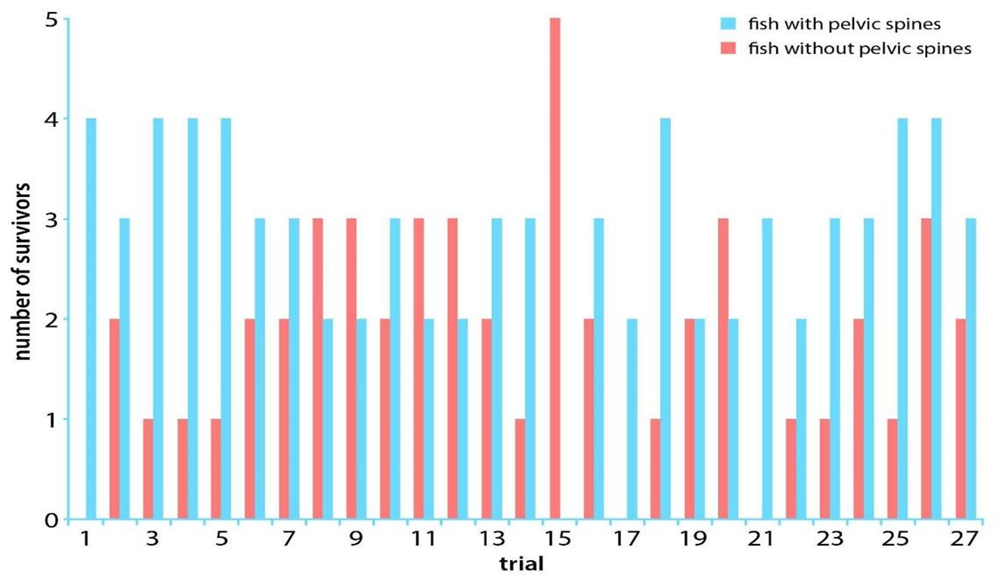 5
fish with pelvic spines
fish without pelvic spines
4
3
2
1
0
number of survivors
1 3 5 7 9 11 13 15 17 19 21 23 25 27
trial